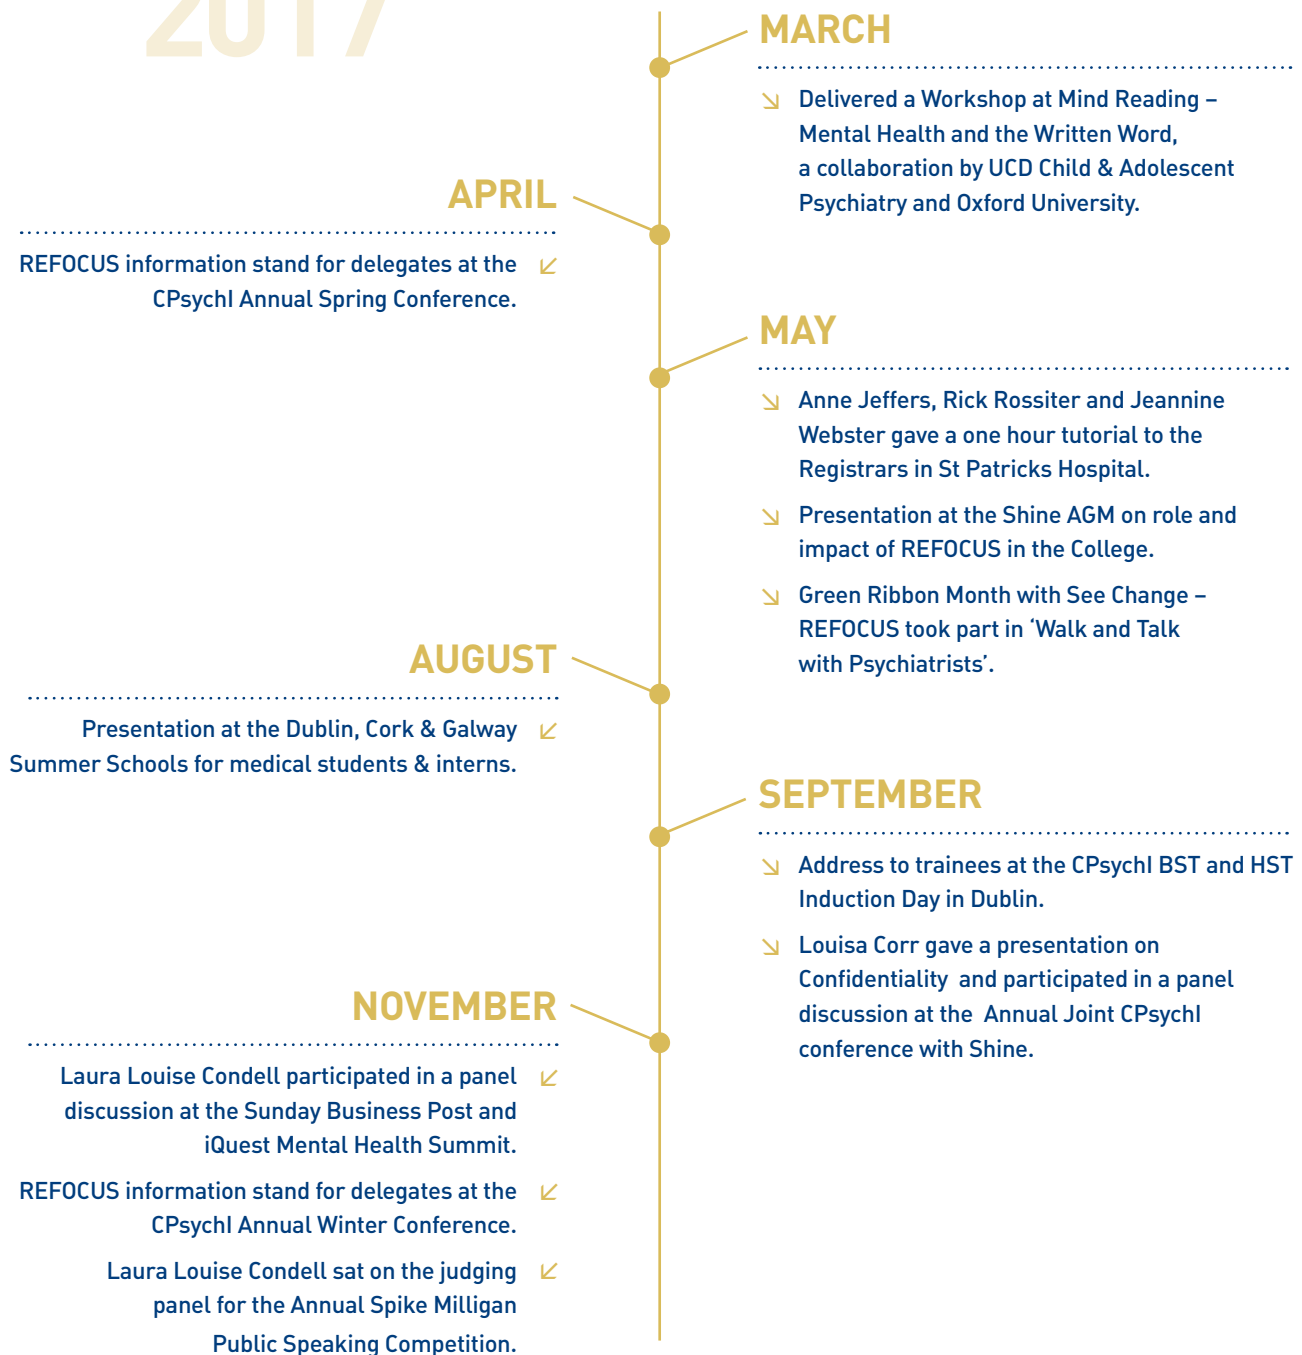 2017
MARCH
Delivered a Workshop at Mind Reading –
Mental Health and the Written Word,
a collaboration by UCD Child & Adolescent
Psychiatry and Oxford University.
APRIL
REFOCUS information stand for delegates at the
CPsychI Annual Spring Conference.
MAY
Anne Jeffers, Rick Rossiter and Jeannine
Webster gave a one hour tutorial to the
Registrars in St Patricks Hospital.
Presentation at the Shine AGM on role and
impact of REFOCUS in the College.
Green Ribbon Month with See Change –
REFOCUS took part in ‘Walk and Talk
with Psychiatrists’.
AUGUST
Presentation at the Dublin, Cork & Galway
Summer Schools for medical students & interns.
SEPTEMBER
Address to trainees at the CPsychI BST and HST
Induction Day in Dublin.
Louisa Corr gave a presentation on
Confidentiality and participated in a panel
discussion at the Annual Joint CPsychI
conference with Shine.
NOVEMBER
Laura Louise Condell participated in a panel
discussion at the Sunday Business Post and
iQuest Mental Health Summit.
REFOCUS information stand for delegates at the
CPsychI Annual Winter Conference.
Laura Louise Condell sat on the judging
panel for the Annual Spike Milligan
Public Speaking Competition.